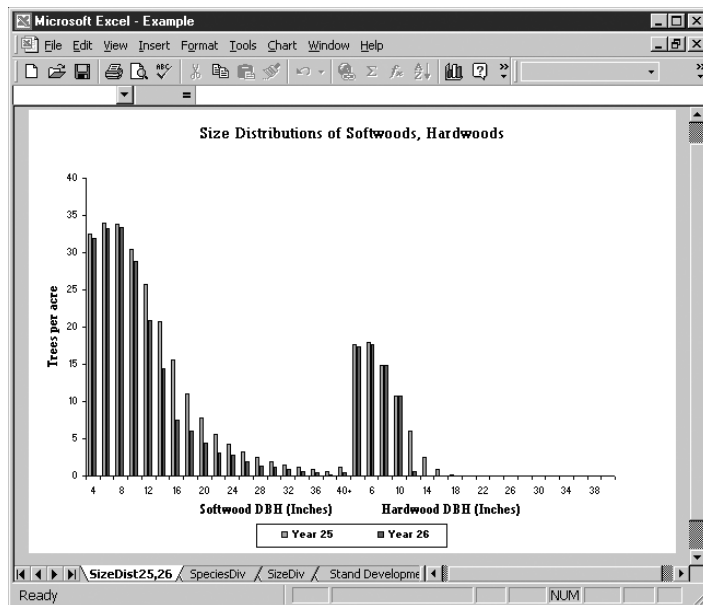 Microsoft Excel - Example
File Edit View Insert Format Tools Chart Window Help
ABC
=
Size Distributions of Softwoods, Hardwoods
Trees per acre
40
35
30
25
20
15
10
5
0
4 8 12 16 20 24 28 32 36 40+ 6 10 14 18 22 26 30 34 38
Softwood DBH (Inches) Hardwood DBH (Inches)
Year 25 Year 26
SizeDist25,26 SpeciesDiv SizeDiv Stand Developme
Ready NUM